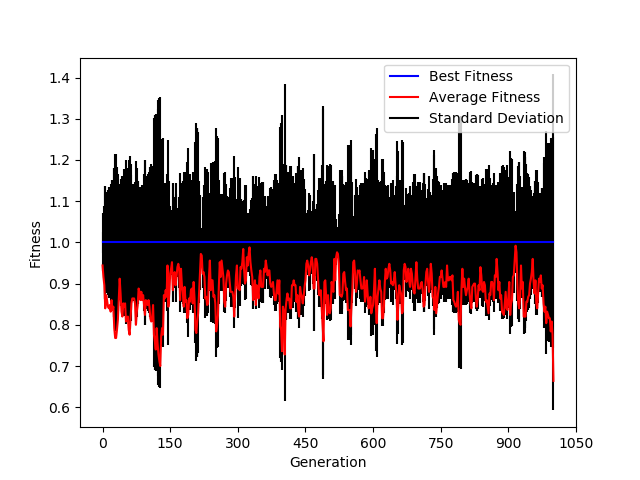 Best Fitness
Average Fitness
Standard Deviation
1.4
1.3
1.2
1.1
1.0
0.9
0.8
0.7
0.6
Fitness
0 150 300 450 600 750 900 1050
Generation